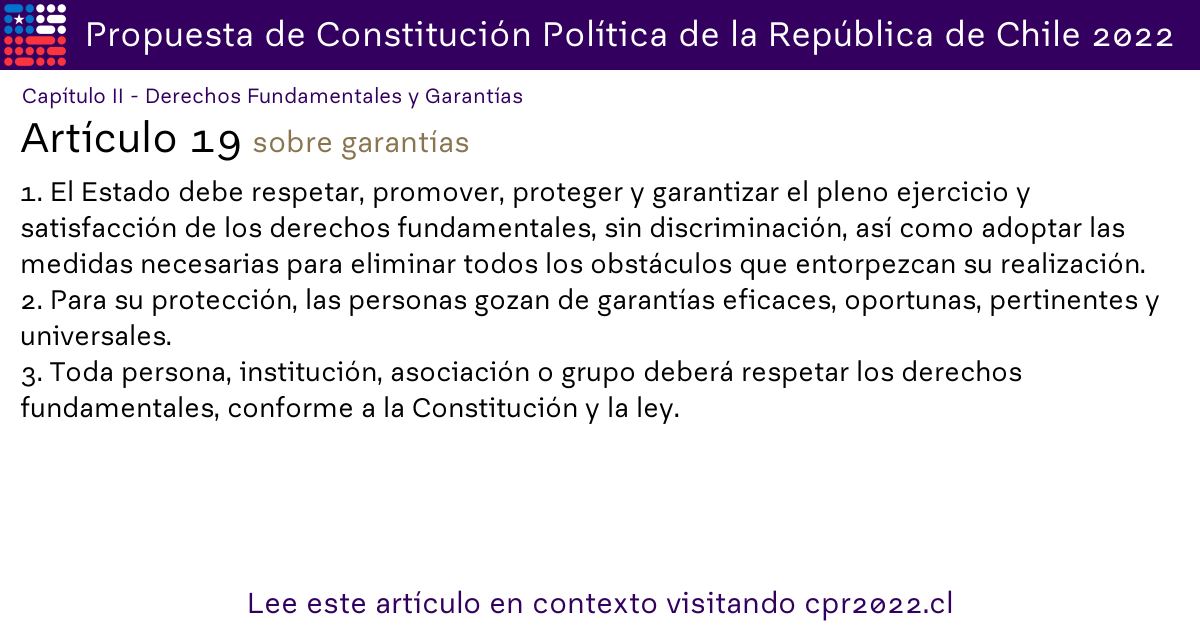 Propuesta de Constitución Política de la República de Chile 2022
Capítulo II - Derechos Fundamentales y Garantías
Artículo 19 sobre garantías
1. El Estado debe respetar, promover, proteger y garantizar el pleno ejercicio y
satisfacción de los derechos fundamentales, sin discriminación, así como adoptar las
medidas necesarias para eliminar todos los obstáculos que entorpezcan su realización.
2. Para su protección, las personas gozan de garantías eficaces, oportunas, pertinentes y
universales.
3. Toda persona, institución, asociación o grupo deberá respetar los derechos
fundamentales, conforme a la Constitución y la ley.
Lee este artículo en contexto visitando cpr2022.cl